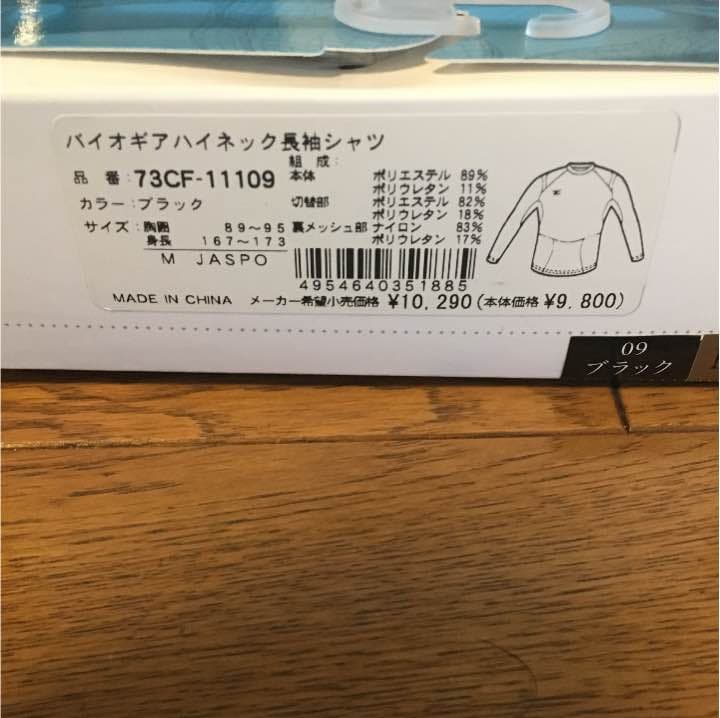 バイオギアハイネック長袖シャツ
品 番:73CF-11109
カラー:ブラック
サイズ:胸囲 89～95
身長 167～173
M JASPO
組成:
本体 ポリエステル 89%
ポリウレタン 11%
切替部 ポリエステル 82%
ポリウレタン 18%
裏メッシュ部 ナイロン 83%
ポリウレタン 17%
4954640351885
MADE IN CHINA メーカー希望小売価格 ¥10,290(本体価格¥9,800)
09
ブラック